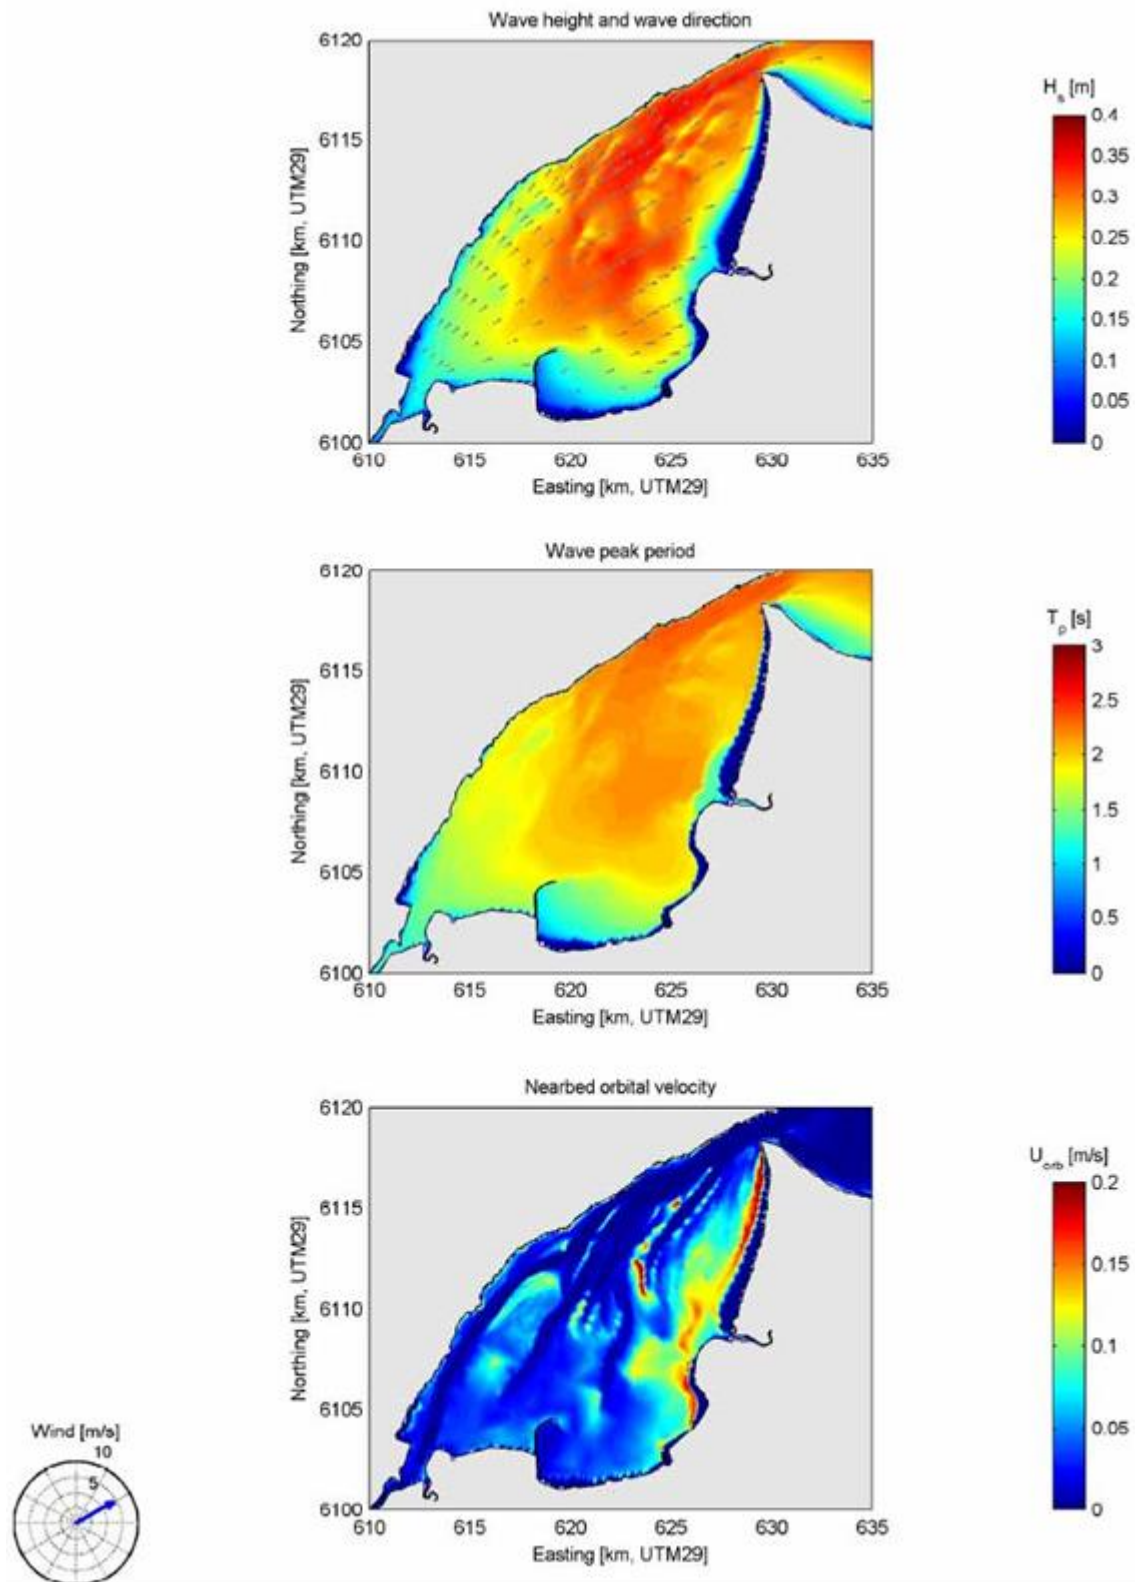 Wave height and wave direction
H_s [m]
6120
6115
6110
6105
6100
Northing [km, UTM29]
610 615 620 625 630 635
Easting [km, UTM29]
0.4
0.35
0.3
0.25
0.2
0.15
0.1
0.05
0
Wave peak period
T_p [s]
6120
6115
6110
6105
6100
Northing [km, UTM29]
610 615 620 625 630 635
Easting [km, UTM29]
3
2.5
2
1.5
1
0.5
0
Nearbed orbital velocity
U_orb [m/s]
6120
6115
6110
6105
6100
Northing [km, UTM29]
610 615 620 625 630 635
Easting [km, UTM29]
0.2
0.15
0.1
0.05
0
Wind [m/s]
10
5